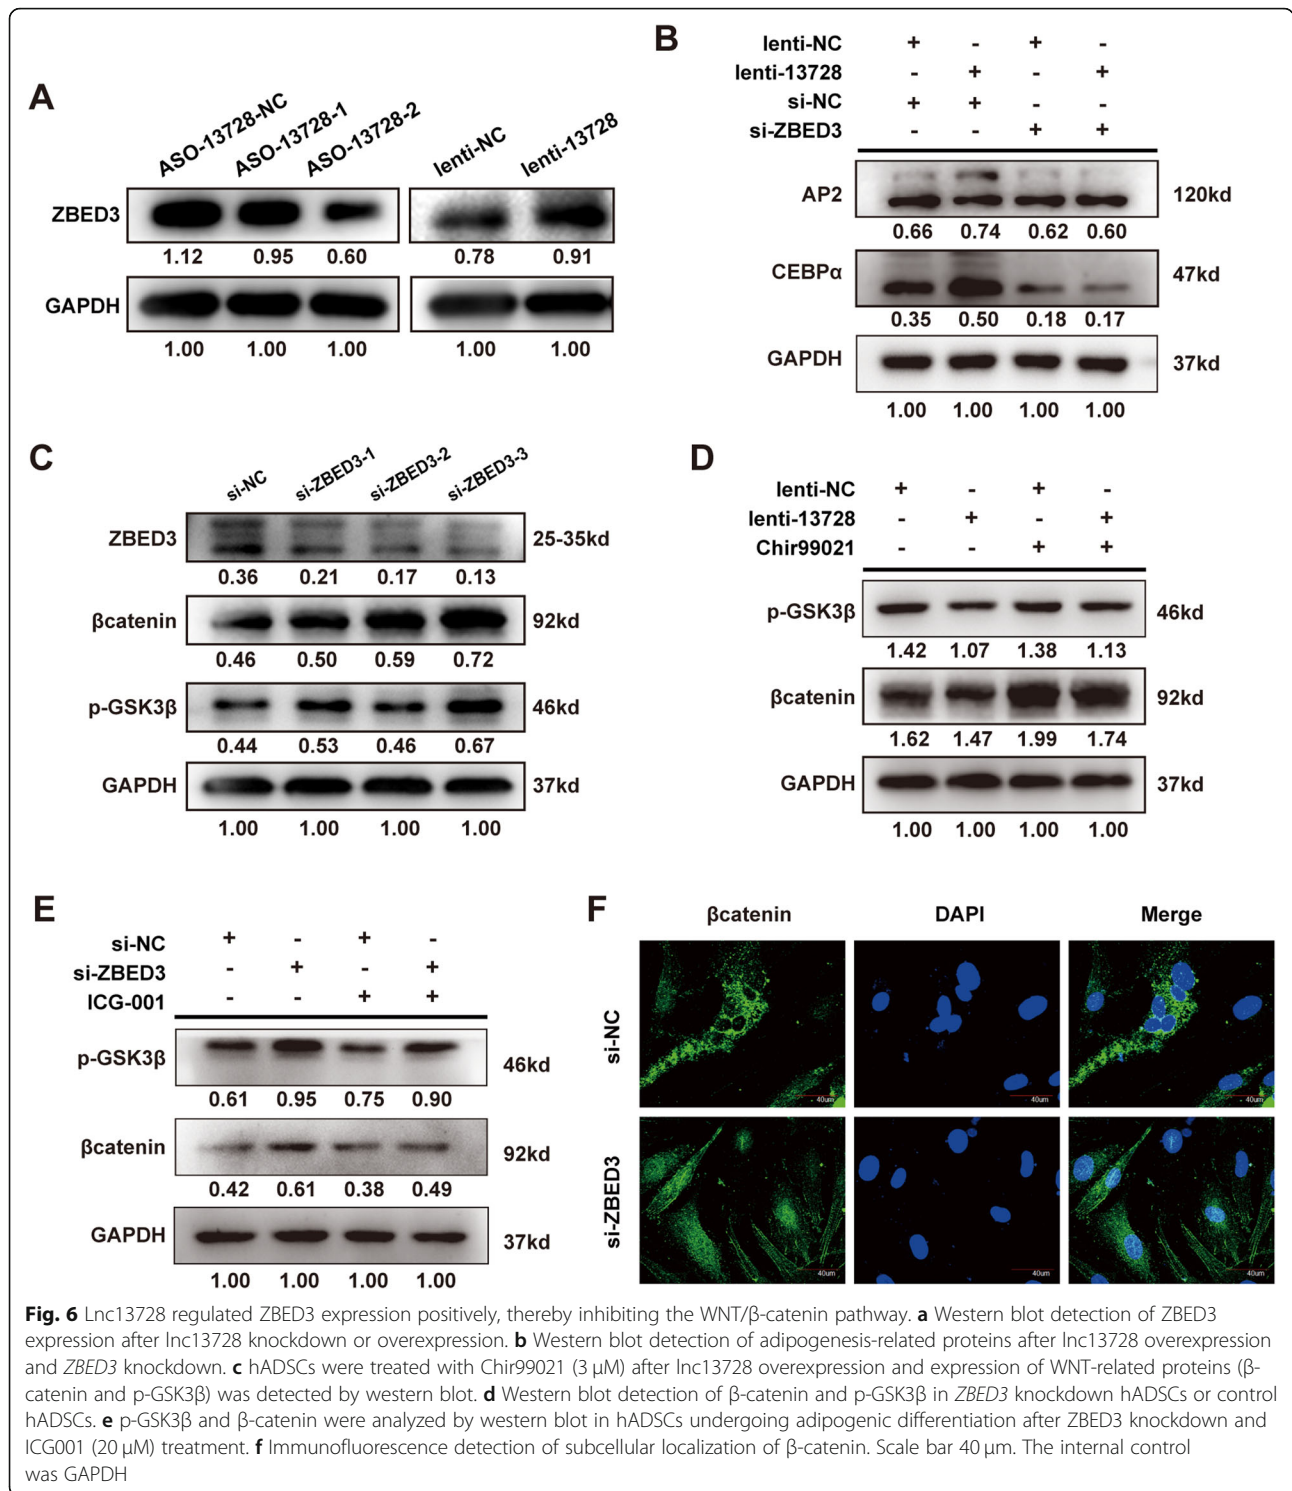 A
ASO-13728-NC
ASO-13728-1
ASO-13728-2
lenti-NC
lenti-13728
ZBED3
1.12 0.95 0.60 0.78 0.91
GAPDH
1.00 1.00 1.00 1.00 1.00
B
lenti-NC + - + -
lenti-13728 - + - +
si-NC + + - -
si-ZBED3 - - + +
AP2 120kd
0.66 0.74 0.62 0.60
CEBPα 47kd
0.35 0.50 0.18 0.17
GAPDH 37kd
1.00 1.00 1.00 1.00
C
si-NC
si-ZBED3-1
si-ZBED3-2
si-ZBED3-3
ZBED3 25-35kd
0.36 0.21 0.17 0.13
βcatenin 92kd
0.46 0.50 0.59 0.72
p-GSK3β 46kd
0.44 0.53 0.46 0.67
GAPDH 37kd
1.00 1.00 1.00 1.00
D
lenti-NC + - + -
lenti-13728 - + - +
Chir99021 - - + +
p-GSK3β 46kd
1.42 1.07 1.38 1.13
βcatenin 92kd
1.62 1.47 1.99 1.74
GAPDH 37kd
1.00 1.00 1.00 1.00
E
si-NC + - + -
si-ZBED3 - + - +
ICG-001 - - + +
p-GSK3β 46kd
0.61 0.95 0.75 0.90
βcatenin 92kd
0.42 0.61 0.38 0.49
GAPDH 37kd
1.00 1.00 1.00 1.00
F
βcatenin DAPI Merge
si-NC
40um 40um 40um
si-ZBED3
40um 40um 40um
Fig. 6 Lnc13728 regulated ZBED3 expression positively, thereby inhibiting the WNT/β-catenin pathway. a Western blot detection of ZBED3
expression after lnc13728 knockdown or overexpression. b Western blot detection of adipogenesis-related proteins after lnc13728 overexpression
and ZBED3 knockdown. c hADSCs were treated with Chir99021 (3 μM) after lnc13728 overexpression and expression of WNT-related proteins (β-
catenin and p-GSK3β) was detected by western blot. d Western blot detection of β-catenin and p-GSK3β in ZBED3 knockdown hADSCs or control
hADSCs. e p-GSK3β and β-catenin were analyzed by western blot in hADSCs undergoing adipogenic differentiation after ZBED3 knockdown and
ICG001 (20 μM) treatment. f Immunofluorescence detection of subcellular localization of β-catenin. Scale bar 40 μm. The internal control
was GAPDH